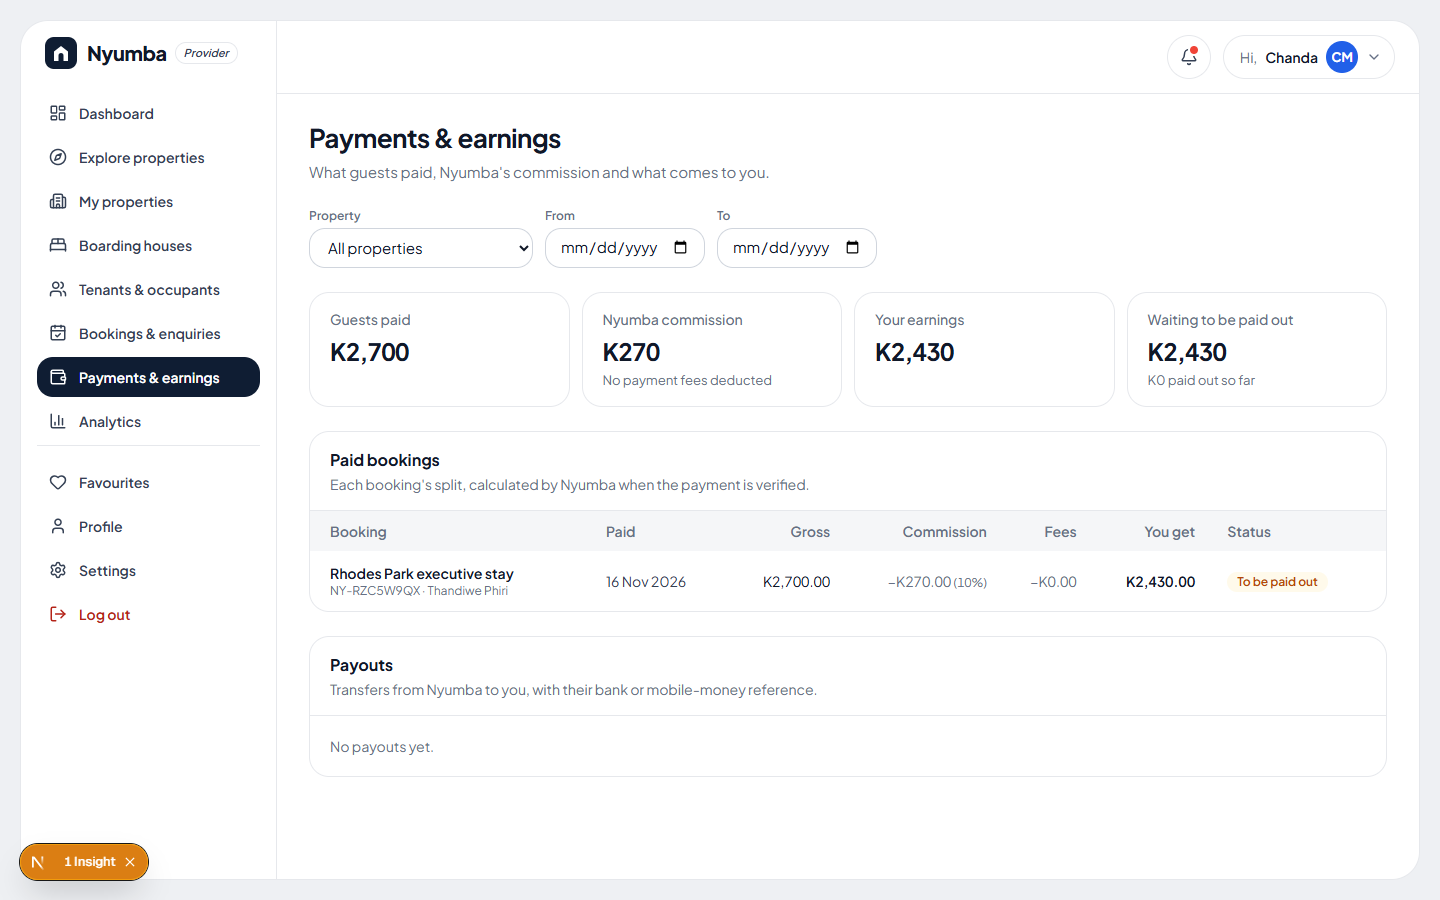 Nyumba Provider
Hi, Chanda CM
Dashboard
Explore properties
My properties
Boarding houses
Tenants & occupants
Bookings & enquiries
Payments & earnings
Analytics
Favourites
Profile
Settings
Log out
1 Insight
Payments & earnings
What guests paid, Nyumba's commission and what comes to you.
Property From To
All properties mm/dd/yyyy mm/dd/yyyy
Guests paid
K2,700
Nyumba commission
K270
No payment fees deducted
Your earnings
K2,430
Waiting to be paid out
K2,430
K0 paid out so far
Paid bookings
Each booking's split, calculated by Nyumba when the payment is verified.
Booking Paid Gross Commission Fees You get Status
Rhodes Park executive stay
NY-RZC5W9QX · Thandiwe Phiri
16 Nov 2026 K2,700.00 −K270.00 (10%) −K0.00 K2,430.00 To be paid out
Payouts
Transfers from Nyumba to you, with their bank or mobile-money reference.
No payouts yet.